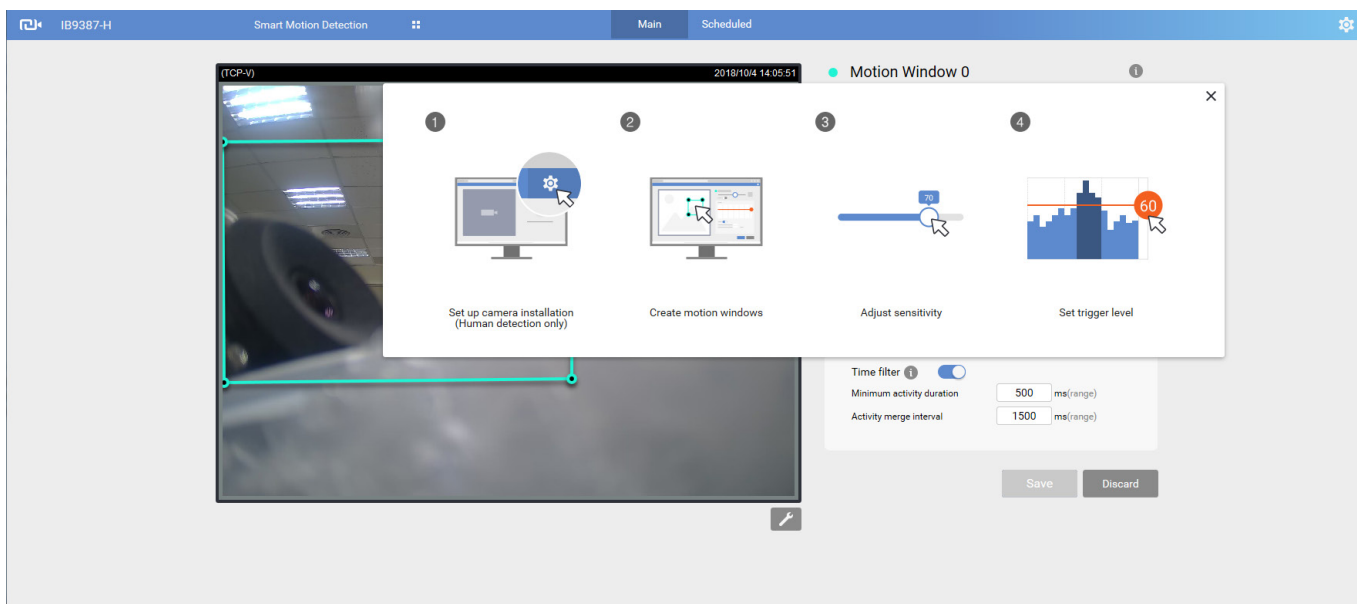 IB9387-H
Smart Motion Detection
Main
Scheduled
(TCP-V)
2018/10/4 14:05:51
Motion Window 0
i
1
2
3
4
70
60
Set up camera installation
(Human detection only)
Create motion windows
Adjust sensitivity
Set trigger level
Time filter i
Minimum activity duration 500 ms(range)
Activity merge interval 1500 ms(range)
Save
Discard